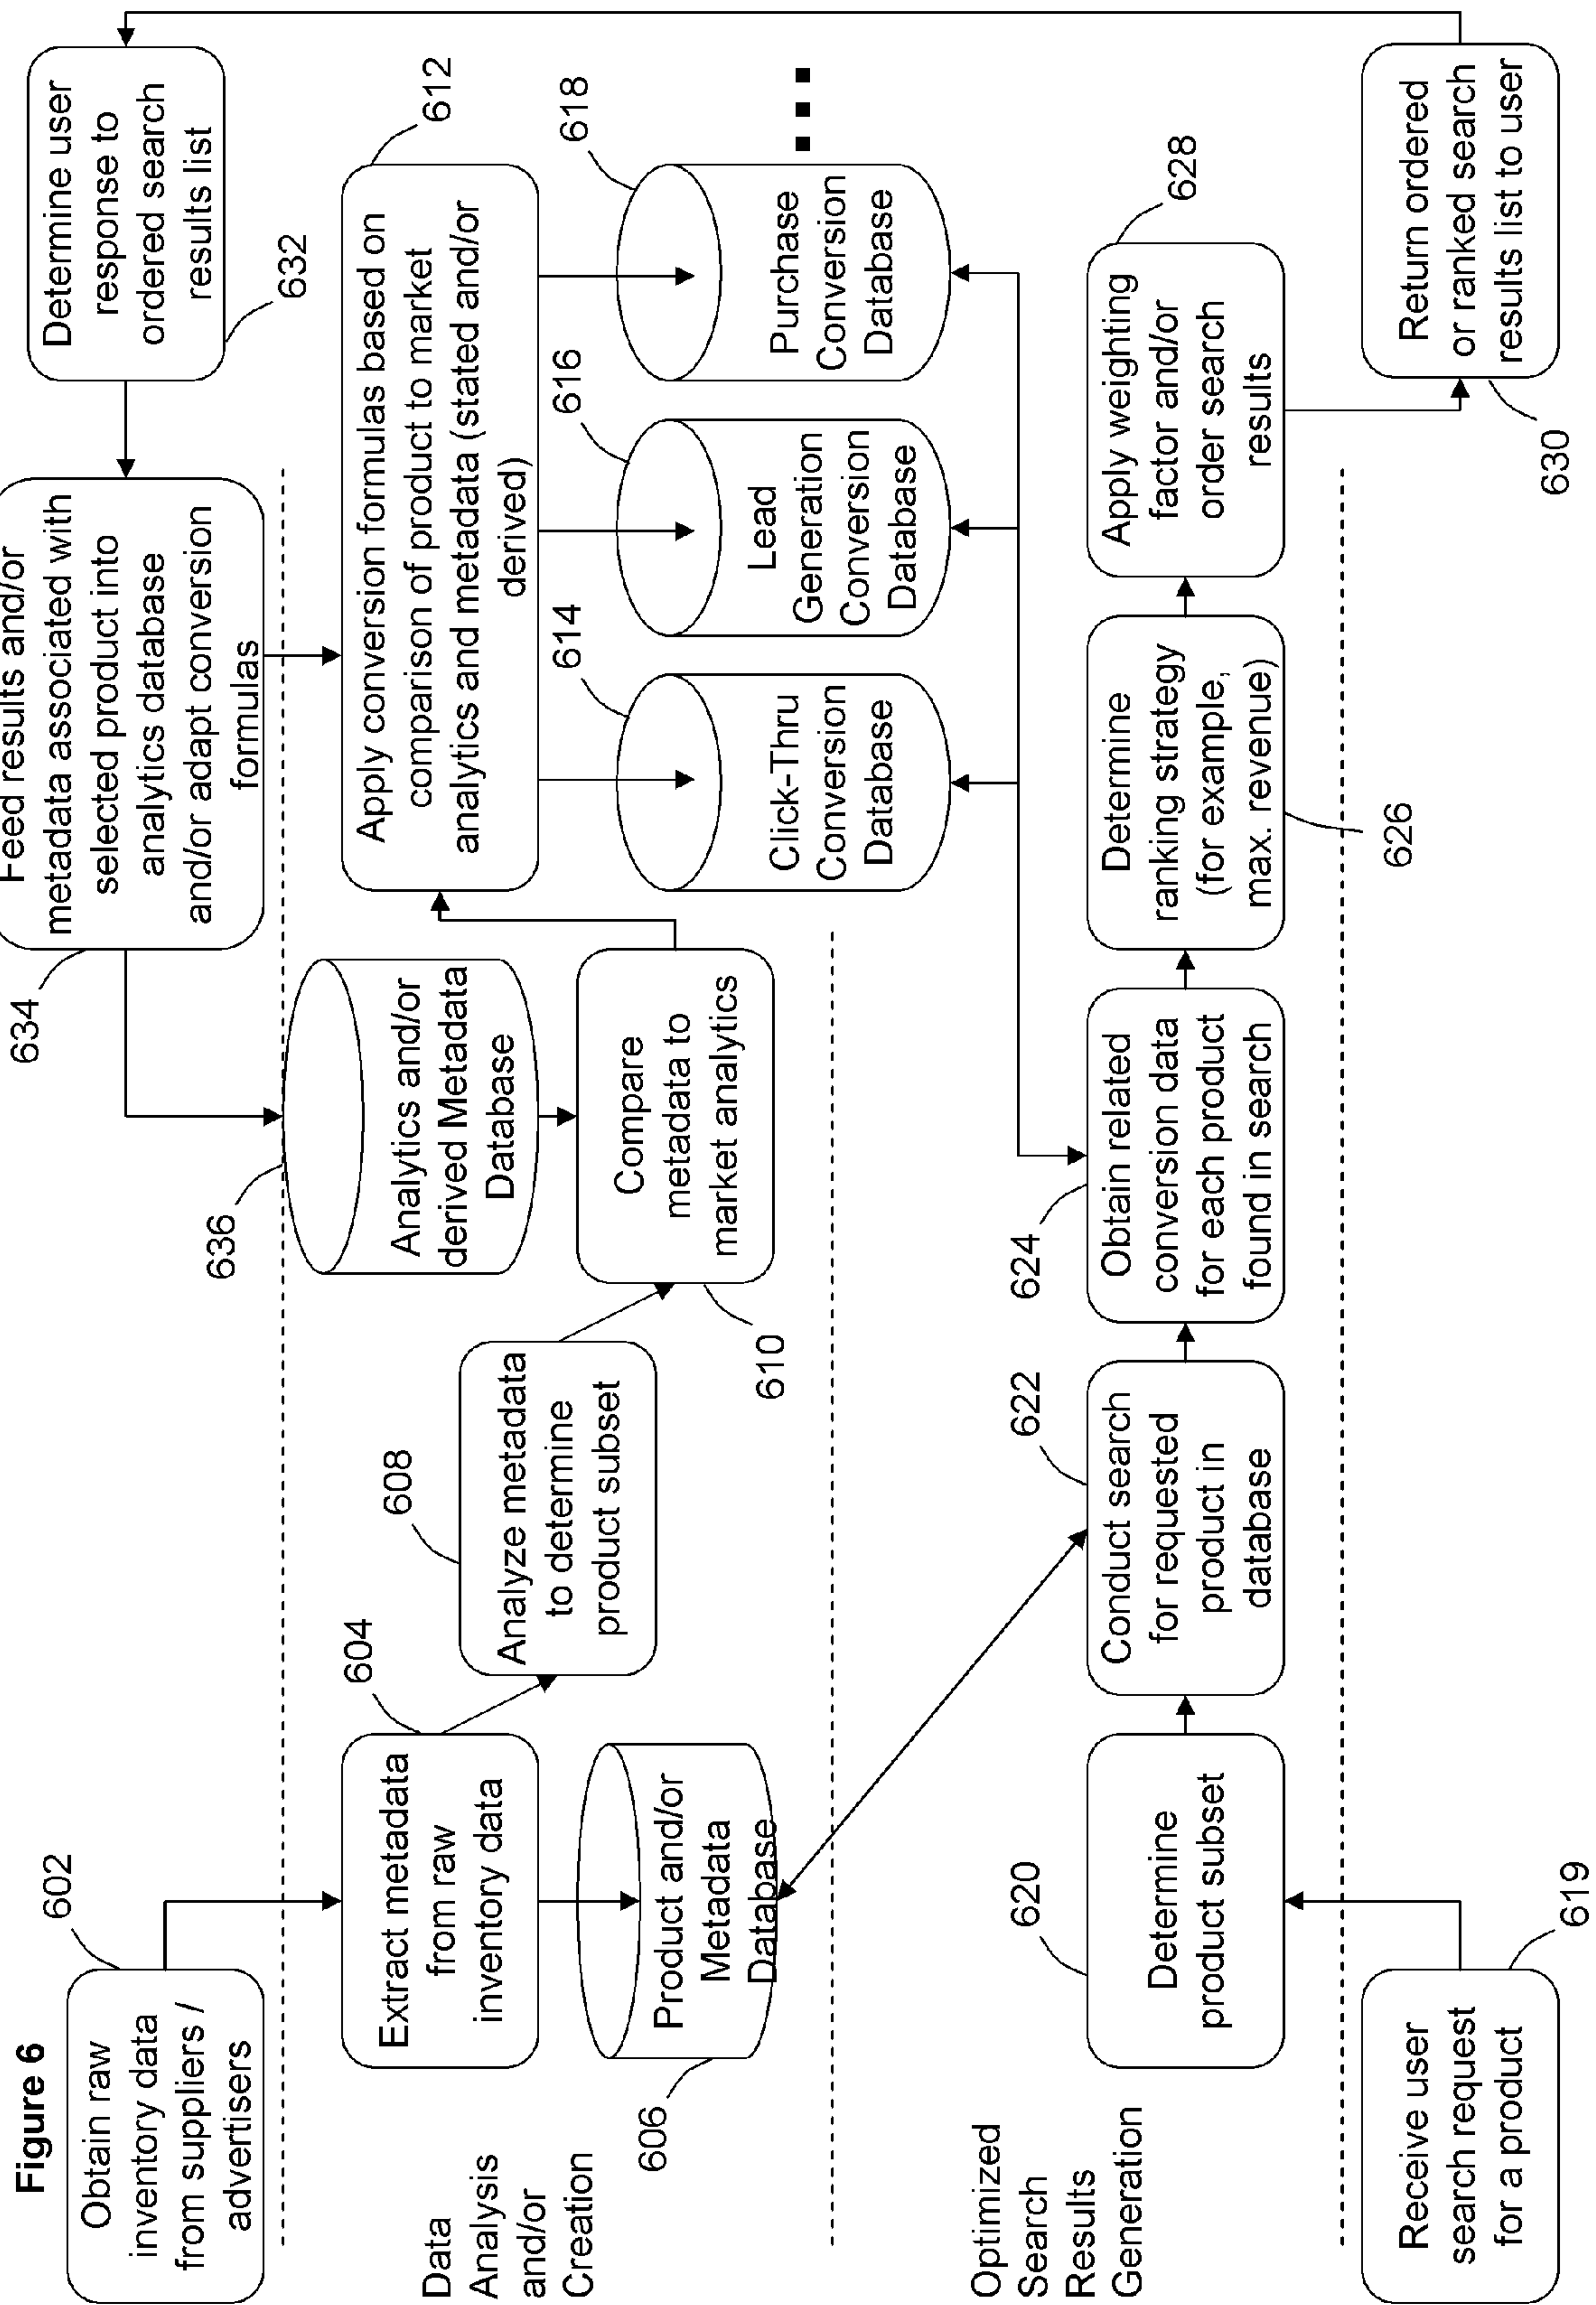 Figure 6
Obtain raw
inventory data
from suppliers /
advertisers
602
Determine user
response to
ordered search
results list
632
Feed results and/or
metadata associated with
selected product into
analytics database
and/or adapt conversion
formulas
634
Data
Analysis
and/or
Creation
Extract metadata
from raw
inventory data
604
Product and/or
Metadata
Database
606
Analyze metadata
to determine
product subset
608
Analytics and/or
derived Metadata
Database
636
Compare
metadata to
market analytics
610
Apply conversion formulas based on
comparison of product to market
analytics and metadata (stated and/or
derived)
612
Click-Thru
Conversion
Database
614
Lead
Generation
Conversion
Database
616
Purchase
Conversion
Database
618
Optimized
Search
Results
Generation
Determine
product subset
620
Conduct search
for requested
product in
database
622
Obtain related
conversion data
for each product
found in search
624
Determine
ranking strategy
(for example,
max. revenue)
626
Apply weighting
factor and/or
order search
results
628
Receive user
search request
for a product
619
Return ordered
or ranked search
results list to user
630